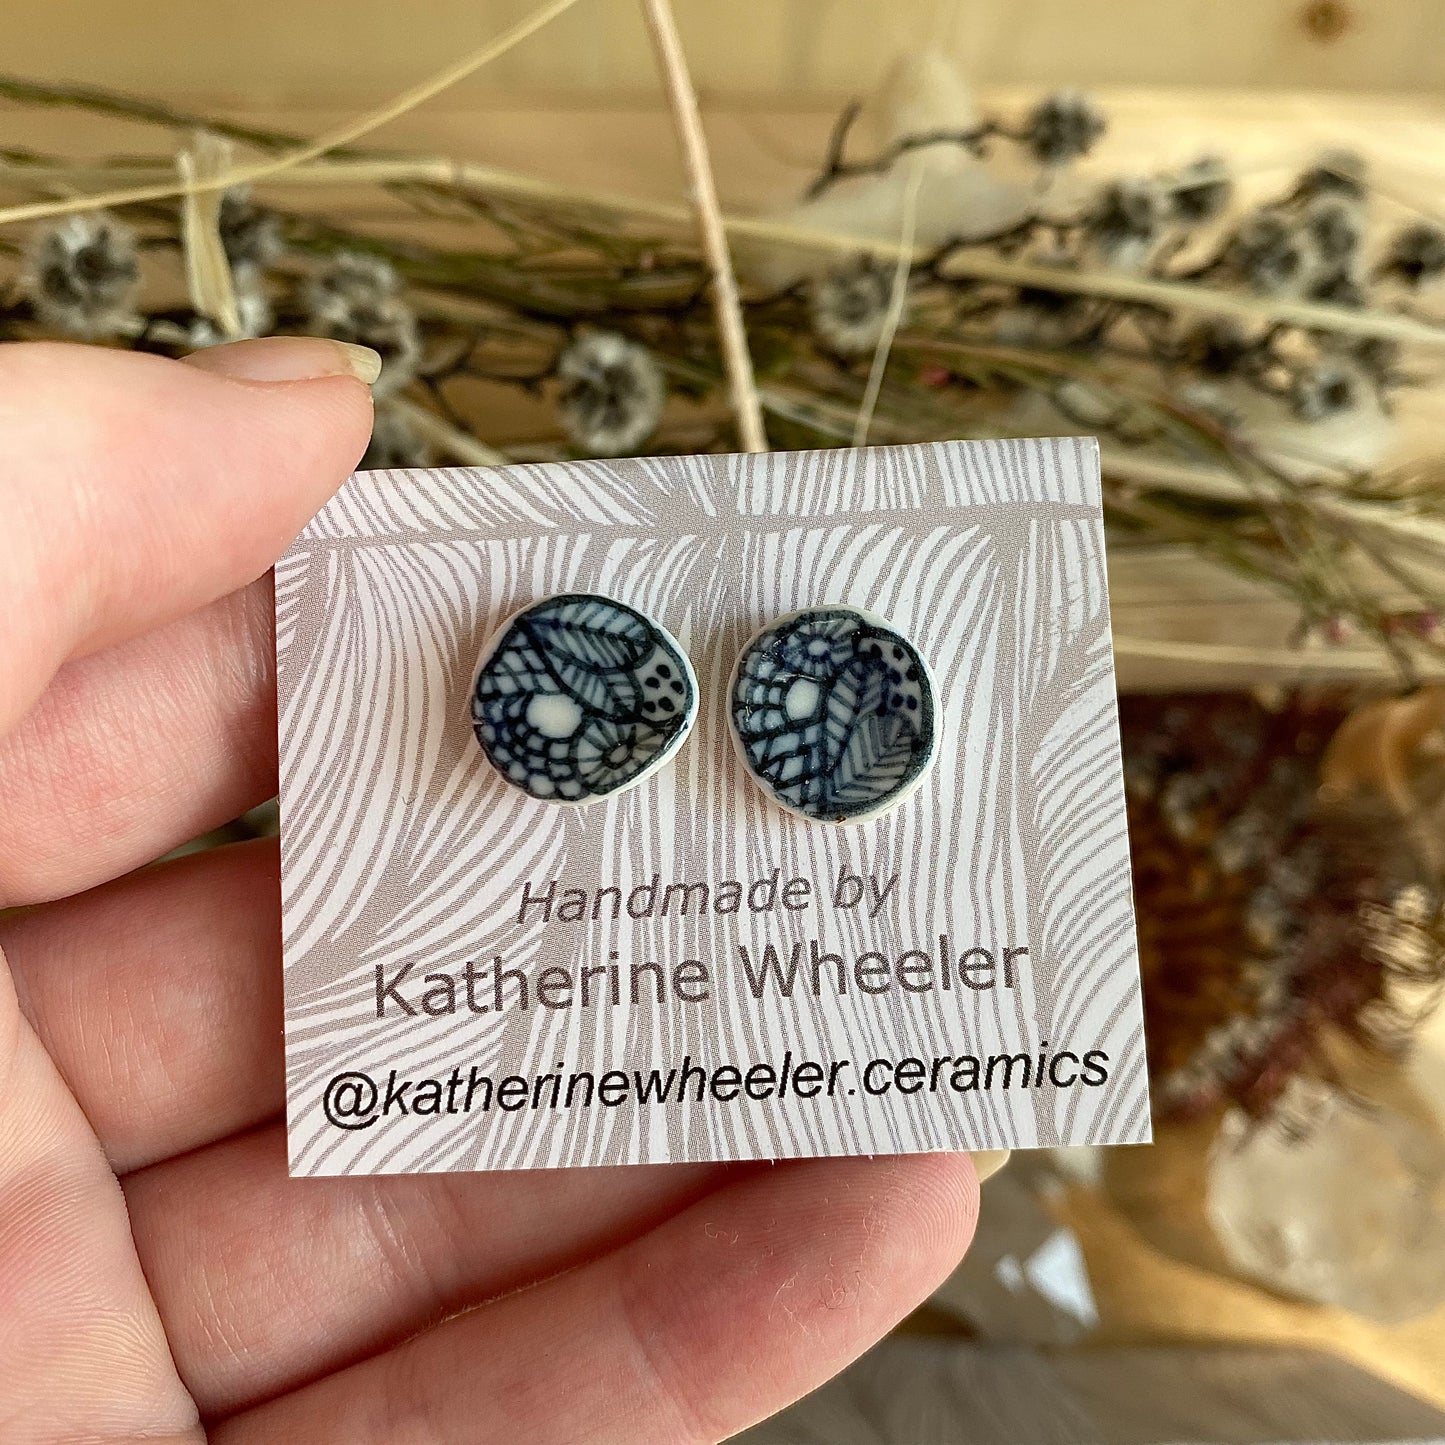 Handmade by
Katherine Wheeler
@katherinewheeler.ceramics